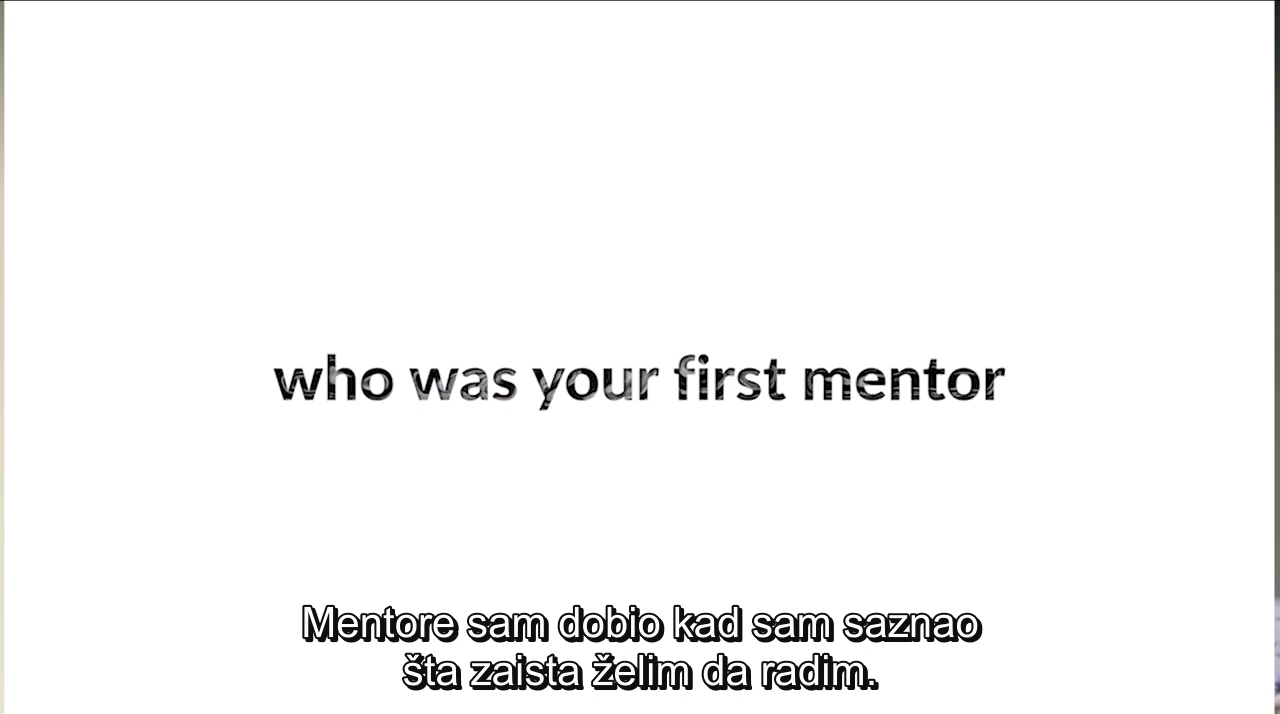 who was your first mentor
Mentore sam dobio kad sam saznao
šta zaista želim da radim.